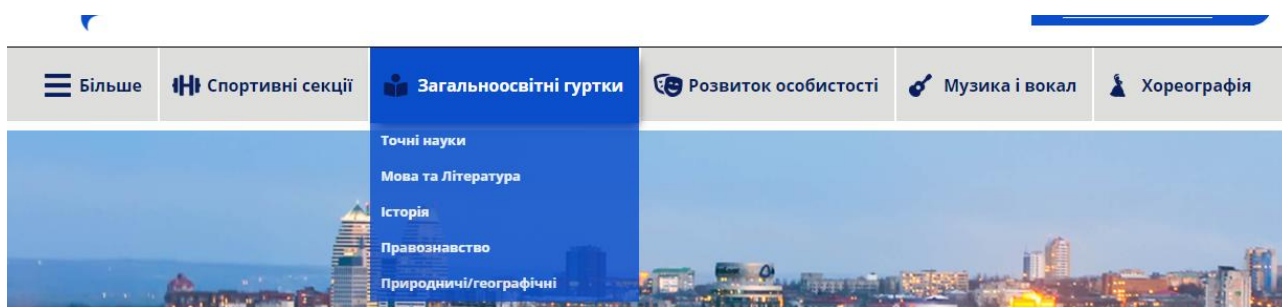 Більше
Спортивні секції
Загальноосвітні гуртки
Розвиток особистості
Музика і вокал
Хореографія
Точні науки
Мова та Література
Історія
Правознавство
Природничі/географічні